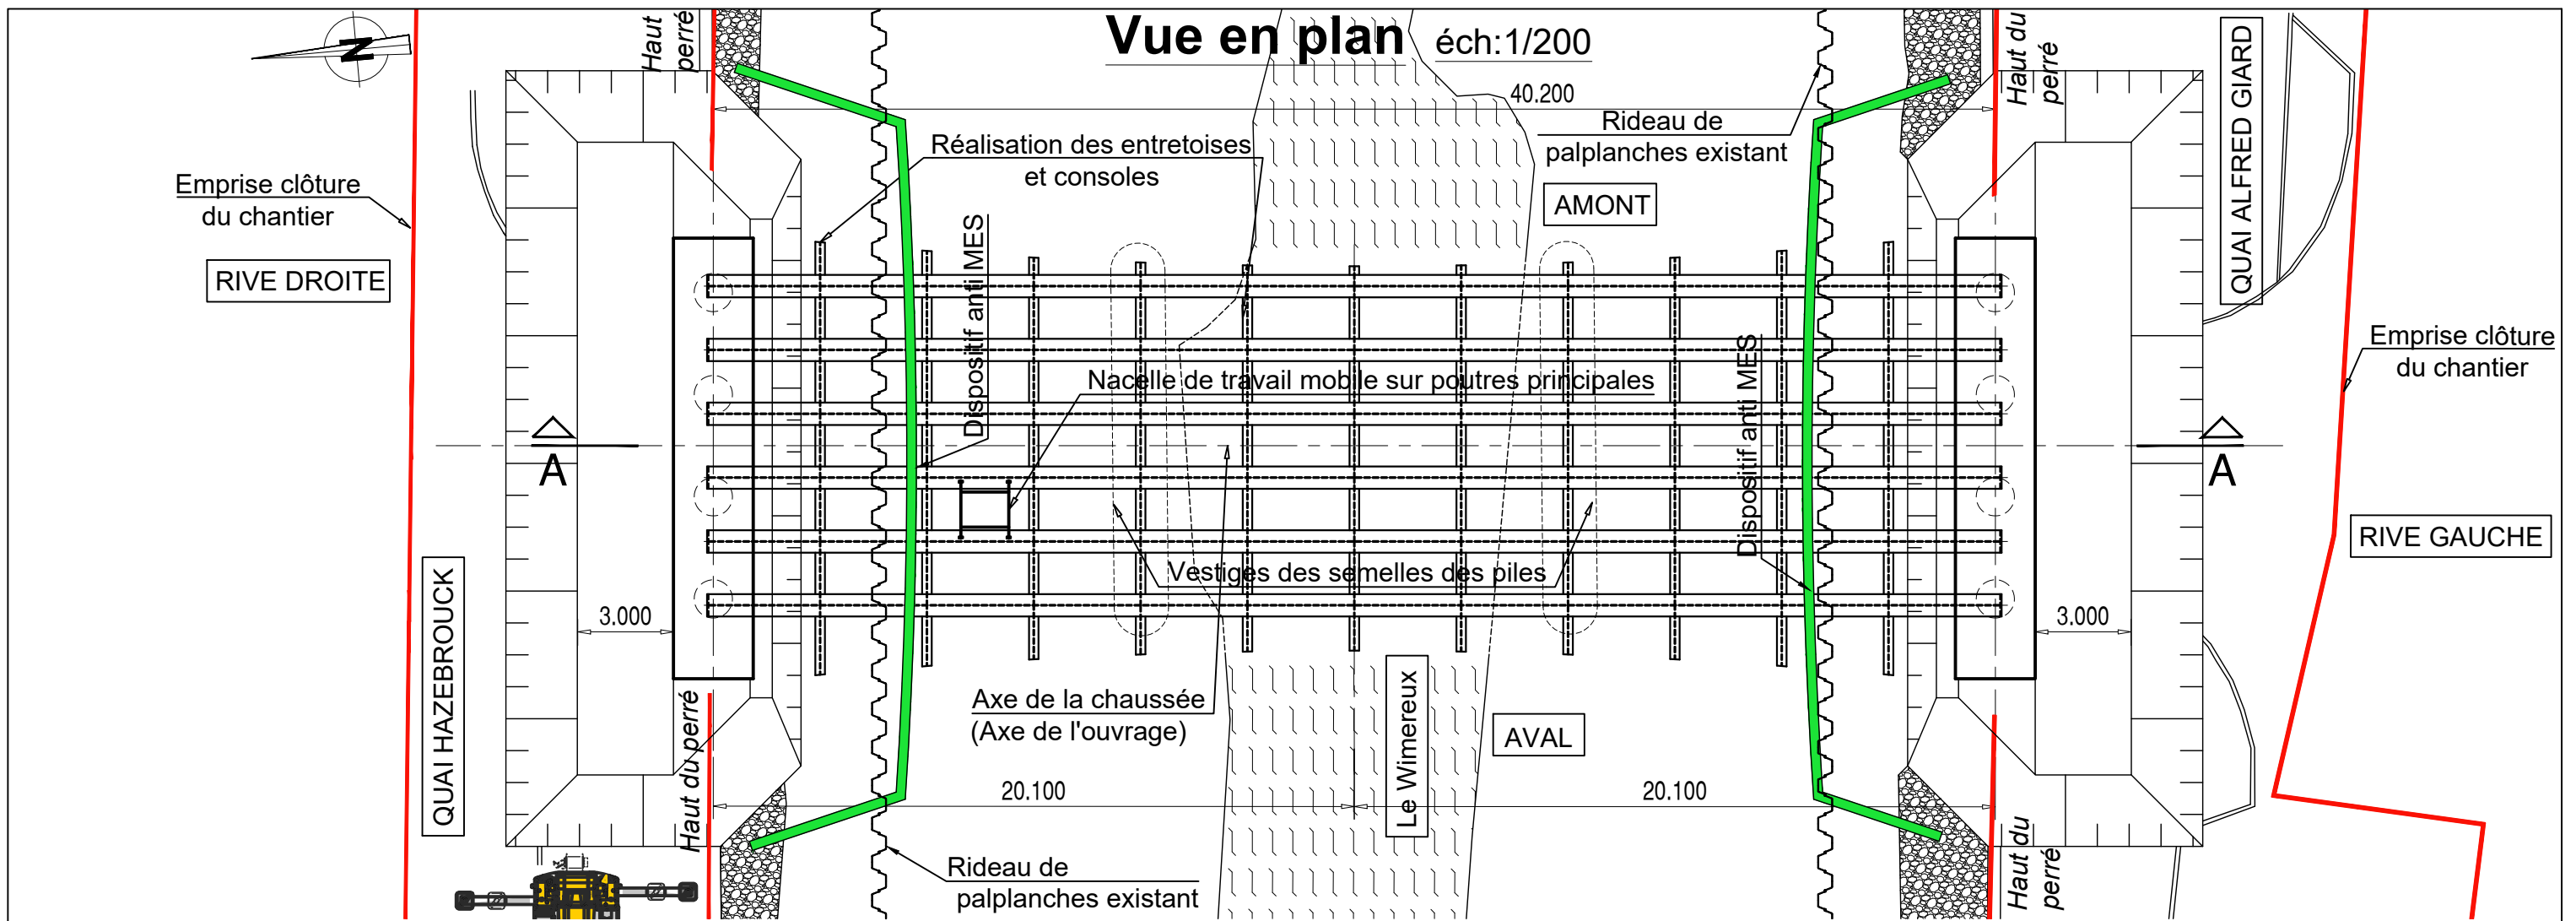 Vue en plan éch:1/200
N
Haut
perré
Haut du
perré
40.200
Rideau de
palplanches existant
Réalisation des entretoises
et consoles
AMONT
Emprise clôture
du chantier
RIVE DROITE
QUAI ALFRED GIARD
Dispositif anti MES
Dispositif anti MES
Emprise clôture
du chantier
Nacelle de travail mobile sur poutres principales
A
A
RIVE GAUCHE
Vestiges des semelles des piles
3.000
3.000
QUAI HAZEBROUCK
Haut du perré
Axe de la chaussée
(Axe de l'ouvrage)
Le Wimereux
AVAL
20.100
20.100
Rideau de
palplanches existant
Haut du
perré